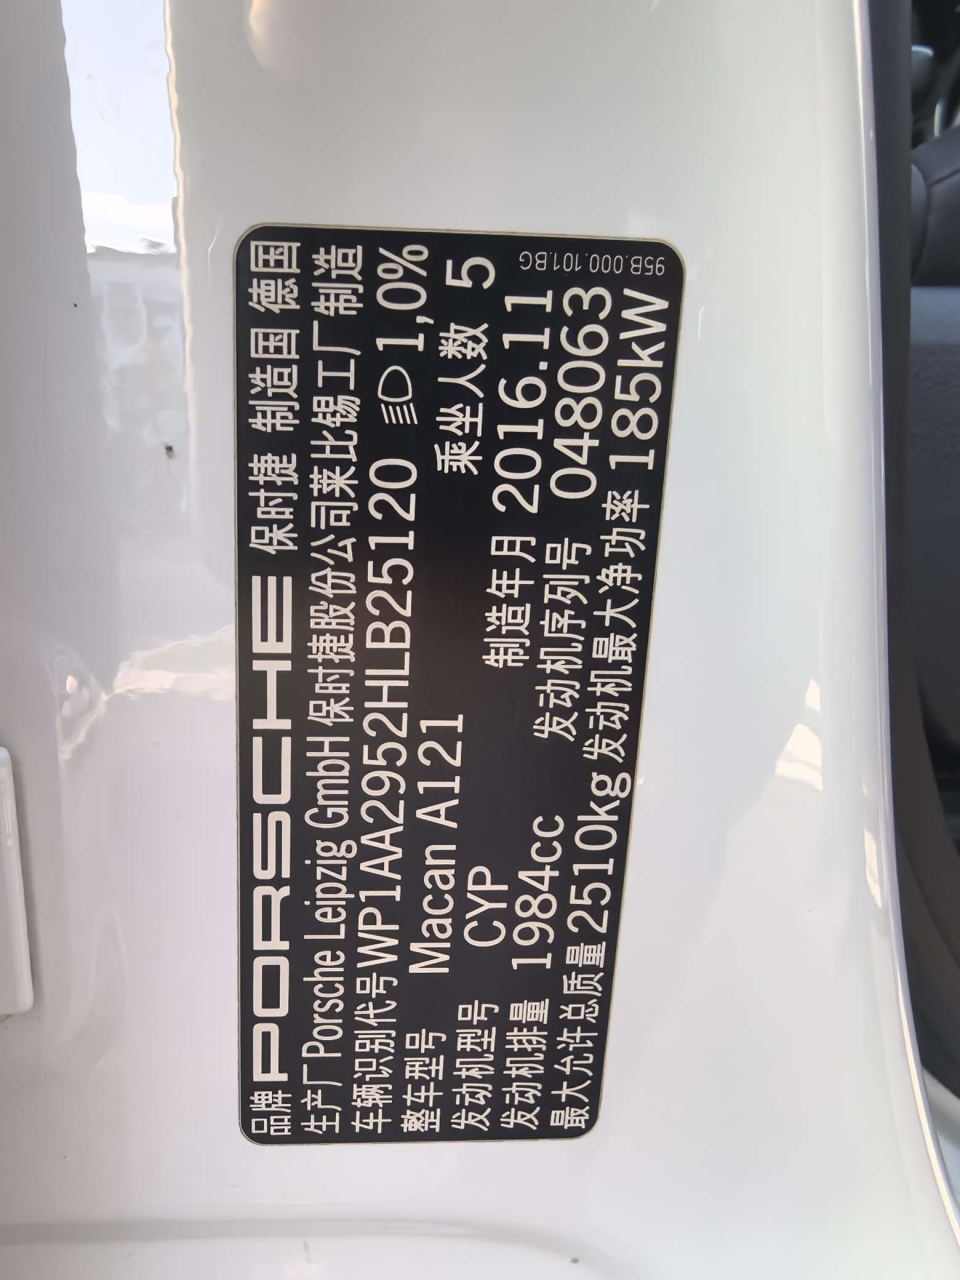 品牌 PORSCHE 保时捷 制造国 德国
生产厂 Porsche Leipzig GmbH 保时捷股份公司莱比锡工厂制造
车辆识别代号 WP1AA2952HLB25120 1,0%
整车型号 Macan A121 乘坐人数 5
发动机型号 CYP 制造年月 2016.11
发动机排量 1984cc 发动机序列号 048063
最大允许总质量 2510kg 发动机最大净功率 185kW
95B.000.101.BG